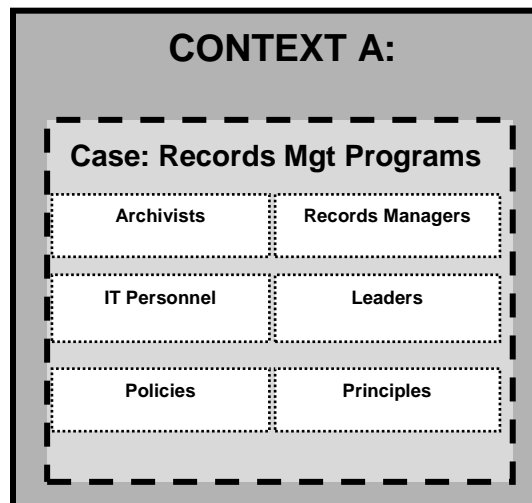 CONTEXT A:
Case: Records Mgt Programs
Archivists
Records Managers
IT Personnel
Leaders
Policies
Principles